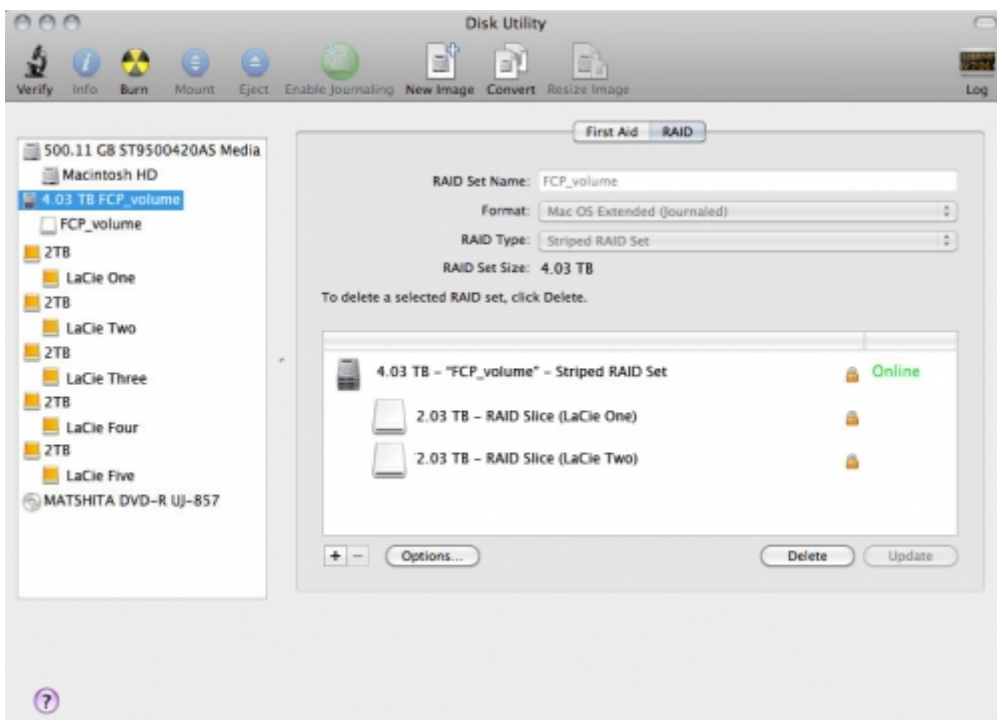 Disk Utility
Verify Info Burn Mount Eject Enable Journaling New Image Convert Resize Image Log
500.11 GB ST9500420AS Media
Macintosh HD
4.03 TB FCP_volume
FCP_volume
2TB
LaCie One
2TB
LaCie Two
2TB
LaCie Three
2TB
LaCie Four
2TB
LaCie Five
MATSHITA DVD-R UJ-857
First Aid RAID
RAID Set Name: FCP_volume
Format: Mac OS Extended (Journaled)
RAID Type: Striped RAID Set
RAID Set Size: 4.03 TB
To delete a selected RAID set, click Delete.
4.03 TB – "FCP_volume" – Striped RAID Set Online
2.03 TB – RAID Slice (LaCie One)
2.03 TB – RAID Slice (LaCie Two)
+ – Options... Delete Update
?